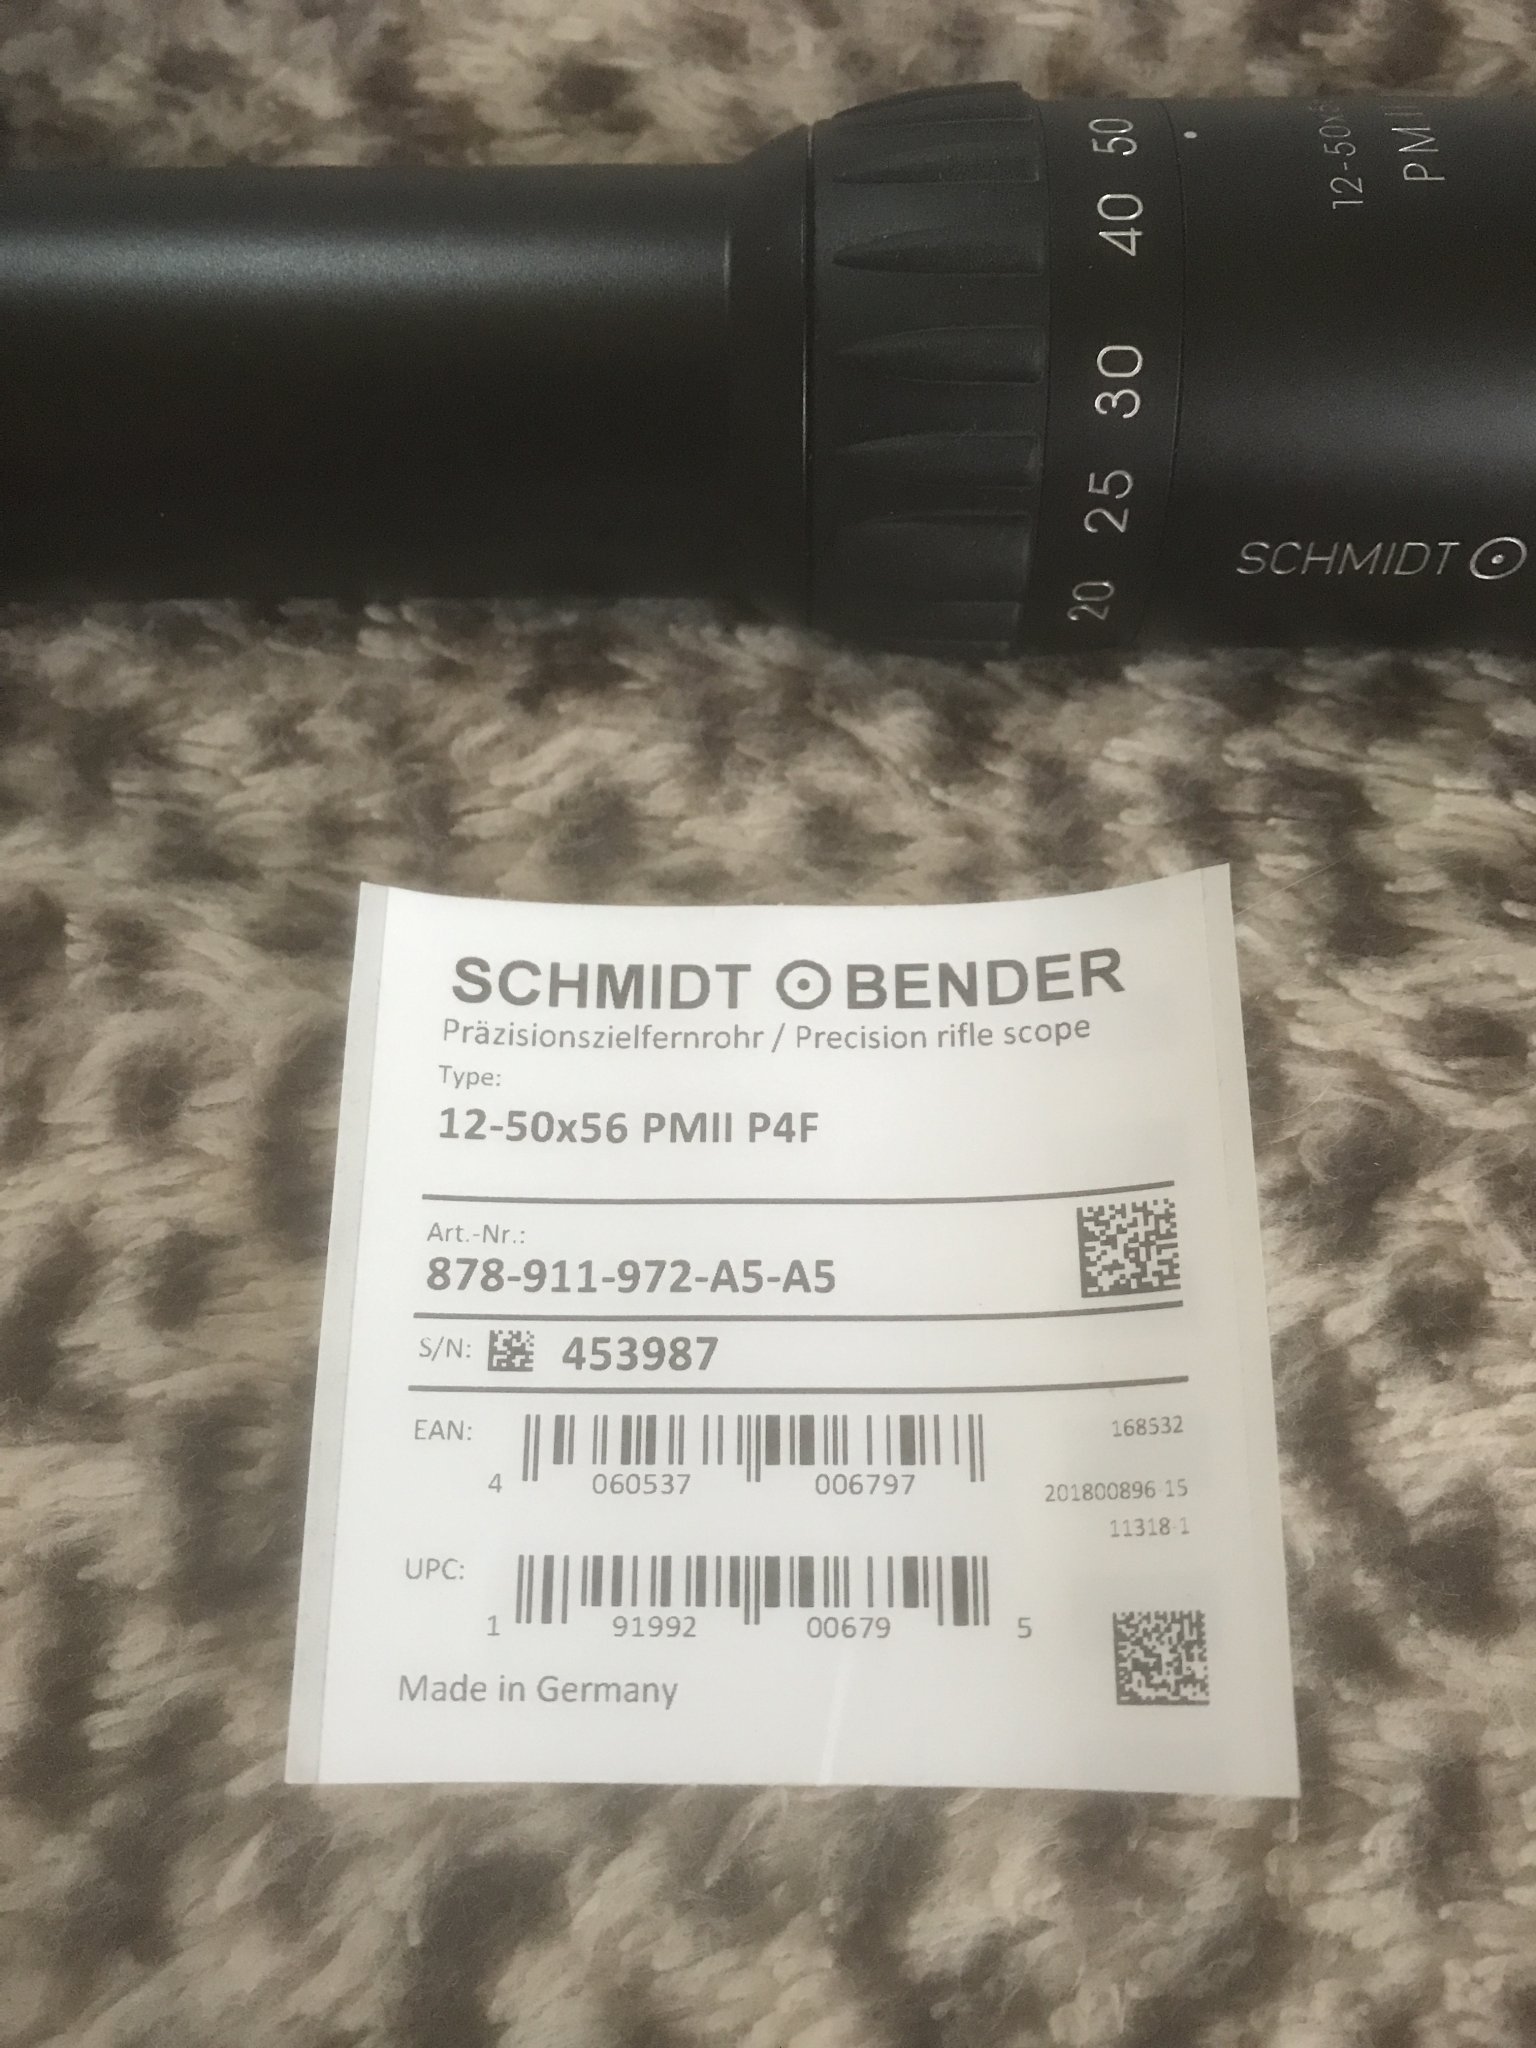 50
40
30
25
20
12-50x
PM II
SCHMIDT
SCHMIDT BENDER
Präzisionszielfernrohr / Precision rifle scope
Type:
12-50x56 PMII P4F
Art.-Nr.:
878-911-972-A5-A5
S/N: 453987
EAN:
4 060537 006797
168532
201800896 15
11318-1
UPC:
1 91992 00679 5
Made in Germany